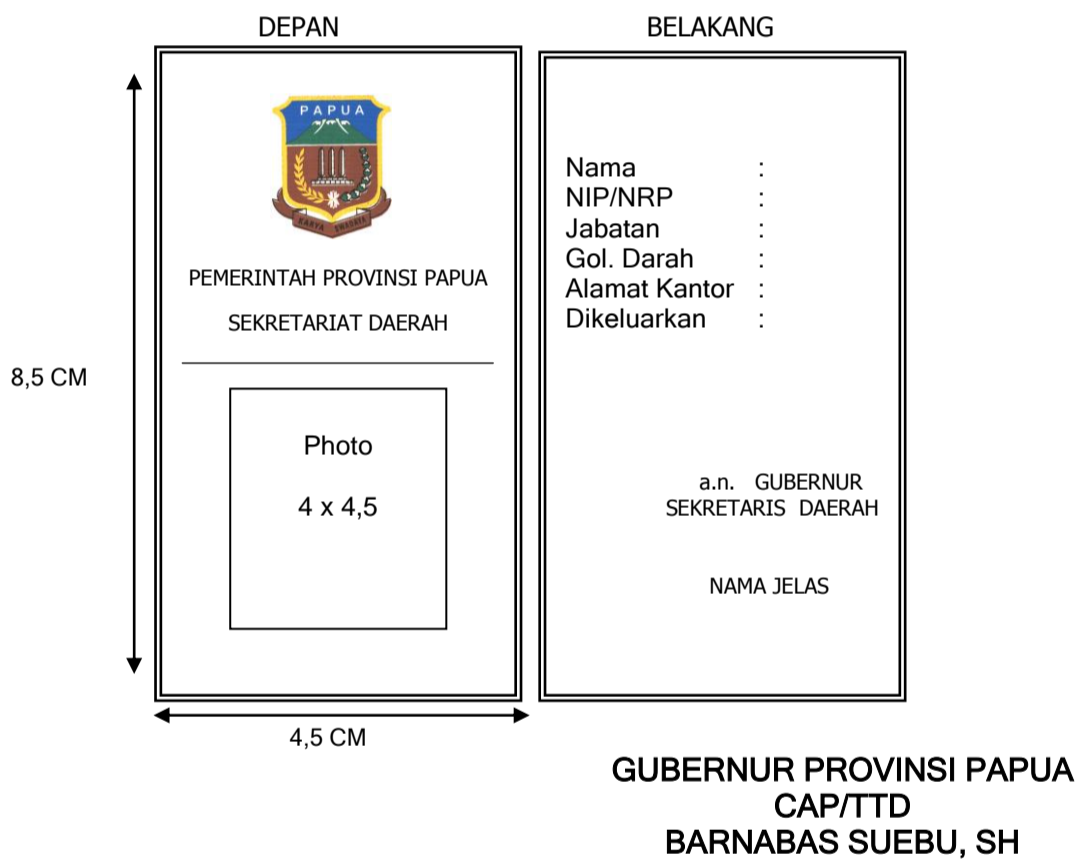 DEPAN
BELAKANG
PAPUA
KARYA SWADAYA
PEMERINTAH PROVINSI PAPUA
SEKRETARIAT DAERAH
8,5 CM
Photo
4 x 4,5
4,5 CM
Nama :
NIP/NRP :
Jabatan :
Gol. Darah :
Alamat Kantor :
Dikeluarkan :
a.n. GUBERNUR
SEKRETARIS DAERAH
NAMA JELAS
GUBERNUR PROVINSI PAPUA
CAP/TTD
BARNABAS SUEBU, SH